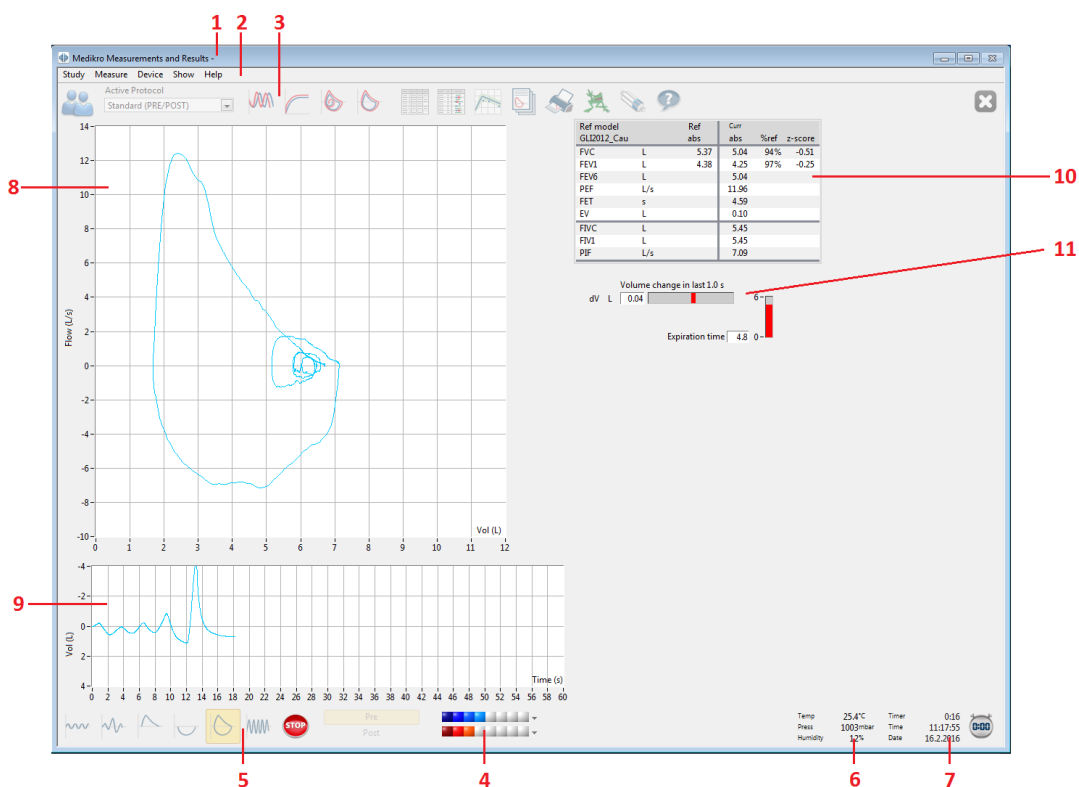 1 2 3
Medikro Measurements and Results -
Study Measure Device Show Help
Active Protocol
Standard (PRE/POST)
?
Ref model Ref Curr
GLI2012_Cau abs abs %ref z-score
FVC L 5.37 5.04 94% -0.51
FEV1 L 4.38 4.25 97% -0.25
FEV6 L 5.04
PEF L/s 11.96
FET s 4.59
EV L 0.10
FIVC L 5.45
FIV1 L 5.45
PIF L/s 7.09
10
11
Volume change in last 1.0 s
dV L 0.04
6
Expiration time 4.8 0
14
12
8
10
8
6
4
2
0
-2
-4
-6
-8
-10
Flow (L/s)
Vol (L)
0 1 2 3 4 5 6 7 8 9 10 11 12
9
-4
-2
0
2
4
Vol (L)
Time (s)
0 2 4 6 8 10 12 14 16 18 20 22 24 26 28 30 32 34 36 38 40 42 44 46 48 50 52 54 56 58 60
STOP
Pre
Post
Temp 25.4°C Timer 0:16
Press 1003mbar Time 11:17:55
Humidity 12% Date 16.2.2016
0:00
5 4 6 7